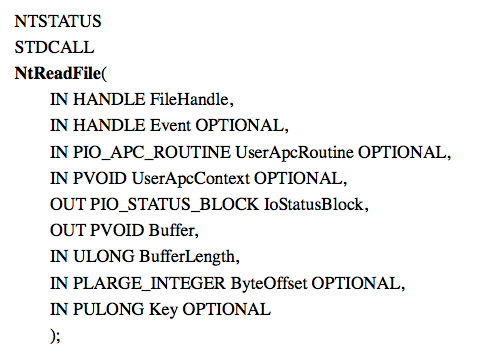 NTSTATUS
STDCALL
NtReadFile(
IN HANDLE FileHandle,
IN HANDLE Event OPTIONAL,
IN PIO_APC_ROUTINE UserApcRoutine OPTIONAL,
IN PVOID UserApcContext OPTIONAL,
OUT PIO_STATUS_BLOCK IoStatusBlock,
OUT PVOID Buffer,
IN ULONG BufferLength,
IN PLARGE_INTEGER ByteOffset OPTIONAL,
IN PULONG Key OPTIONAL
);